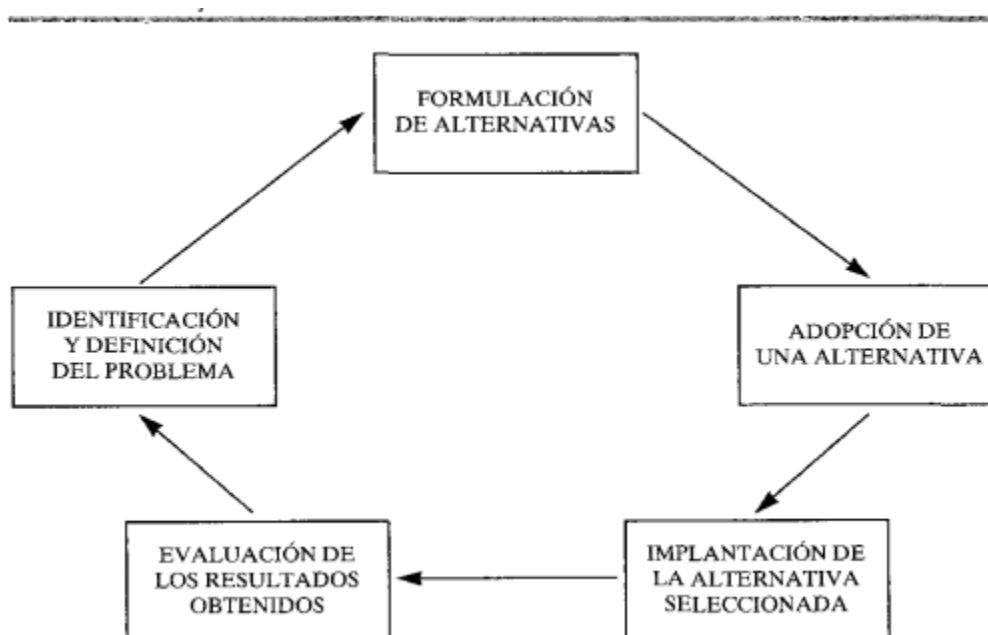 FORMULACIÓN
DE ALTERNATIVAS
IDENTIFICACIÓN
Y DEFINICIÓN
DEL PROBLEMA
ADOPCIÓN DE
UNA ALTERNATIVA
EVALUACIÓN DE
LOS RESULTADOS
OBTENIDOS
IMPLANTACIÓN DE
LA ALTERNATIVA
SELECCIONADA